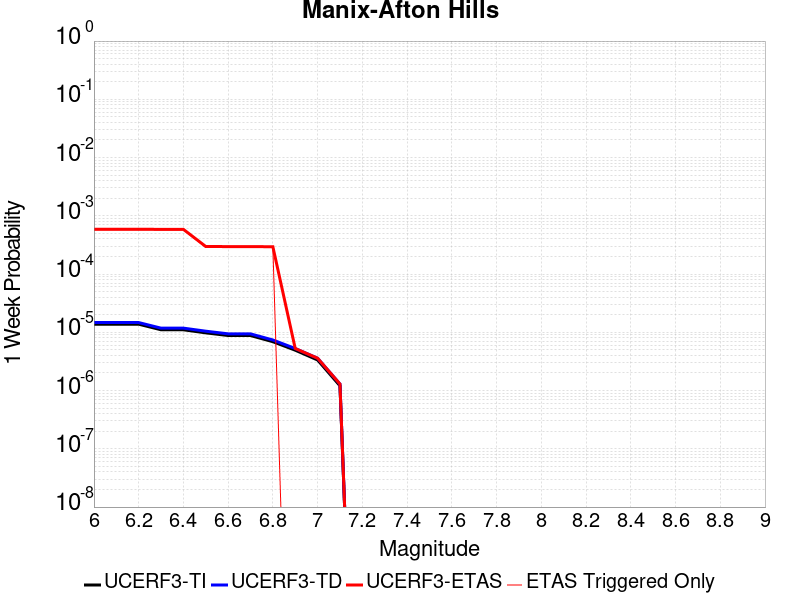 Manix-Afton Hills
10^0
10^-1
10^-2
10^-3
10^-4
10^-5
10^-6
10^-7
10^-8
1 Week Probability
6 6.2 6.4 6.6 6.8 7 7.2 7.4 7.6 7.8 8 8.2 8.4 8.6 8.8 9
Magnitude
UCERF3-TI UCERF3-TD UCERF3-ETAS ETAS Triggered Only